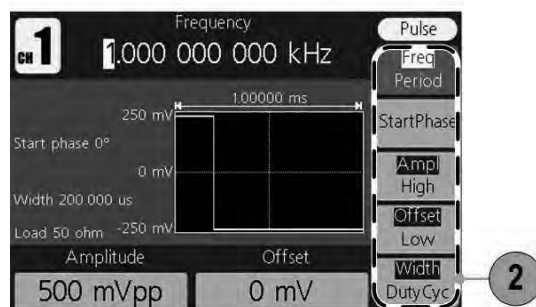 CH 1
Frequency
1.000 000 000 kHz
Pulse
Freq
Period
StartPhase
Ampl
High
Offset
Low
Width
DutyCyc
1.00000 ms
250 mV
Start phase 0°
0 mV
Width 200 000 us
Load 50 ohm
-250 mV
Amplitude
Offset
500 mVpp
0 mV
2